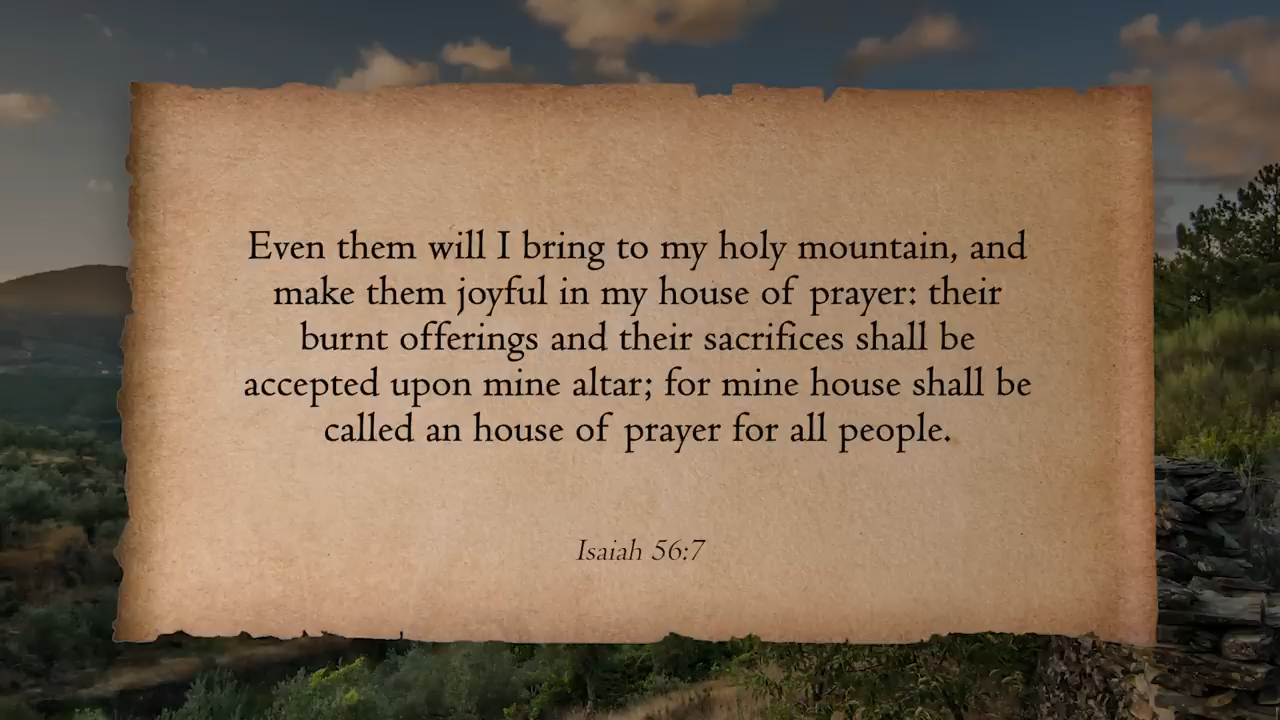 Even them will I bring to my holy mountain, and
make them joyful in my house of prayer: their
burnt offerings and their sacrifices shall be
accepted upon mine altar; for mine house shall be
called an house of prayer for all people.
Isaiah 56:7